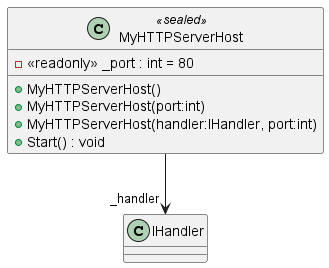 «sealed»
C MyHTTPServerHost
«readonly» _port : int = 80
MyHTTPServerHost()
MyHTTPServerHost(port:int)
MyHTTPServerHost(handler:IHandler, port:int)
Start() : void
_handler
C IHandler